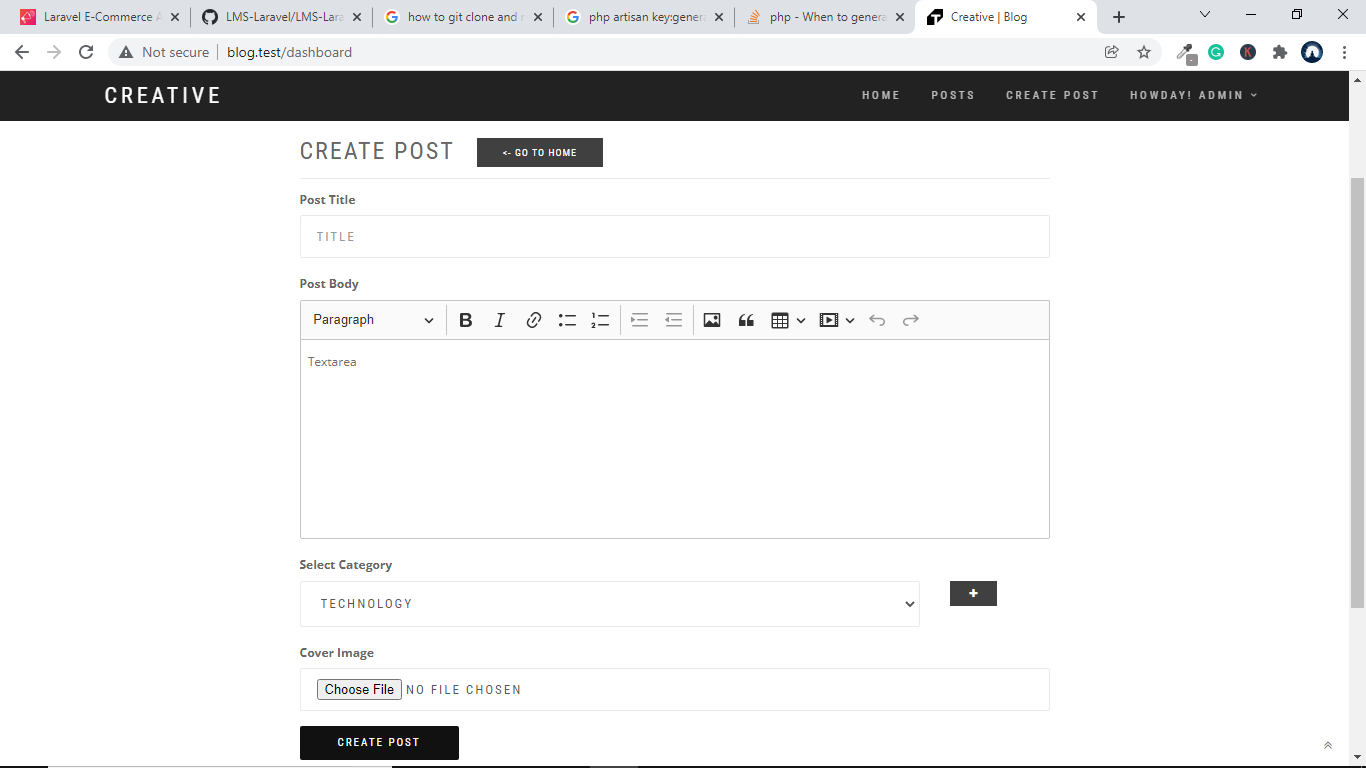 Laravel E-Commerce A
LMS-Laravel/LMS-Lara
how to git clone and r
php artisan key:genera
php - When to genera
Creative | Blog
Not secure
blog.test/dashboard
K
CREATIVE
HOME
POSTS
CREATE POST
HOWDAY! ADMIN
CREATE POST
<- GO TO HOME
Post Title
TITLE
Post Body
Paragraph
B
I
Textarea
Select Category
TECHNOLOGY
+
Cover Image
Choose File NO FILE CHOSEN
CREATE POST